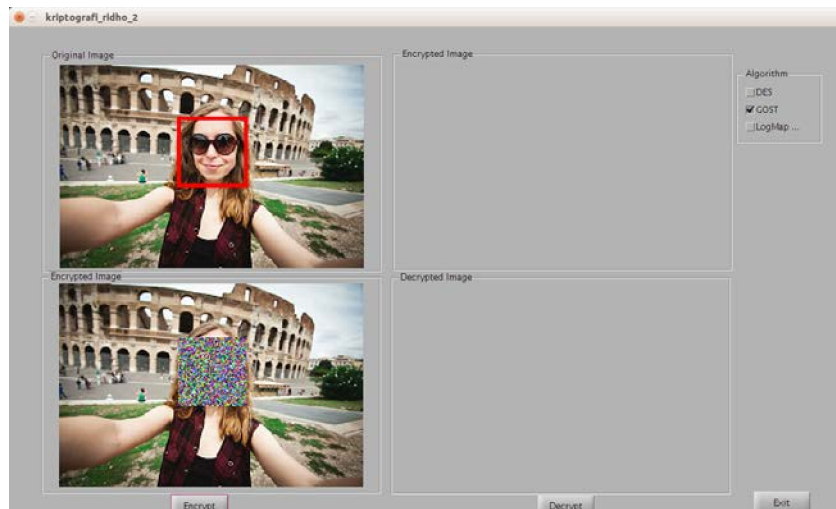 kriptografi_ridho_2
Original Image
Encrypted Image
Algorithm
DES
GOST
LogMap ...
Encrypted Image
Decrypted Image
Encrypt
Decrypt
Exit